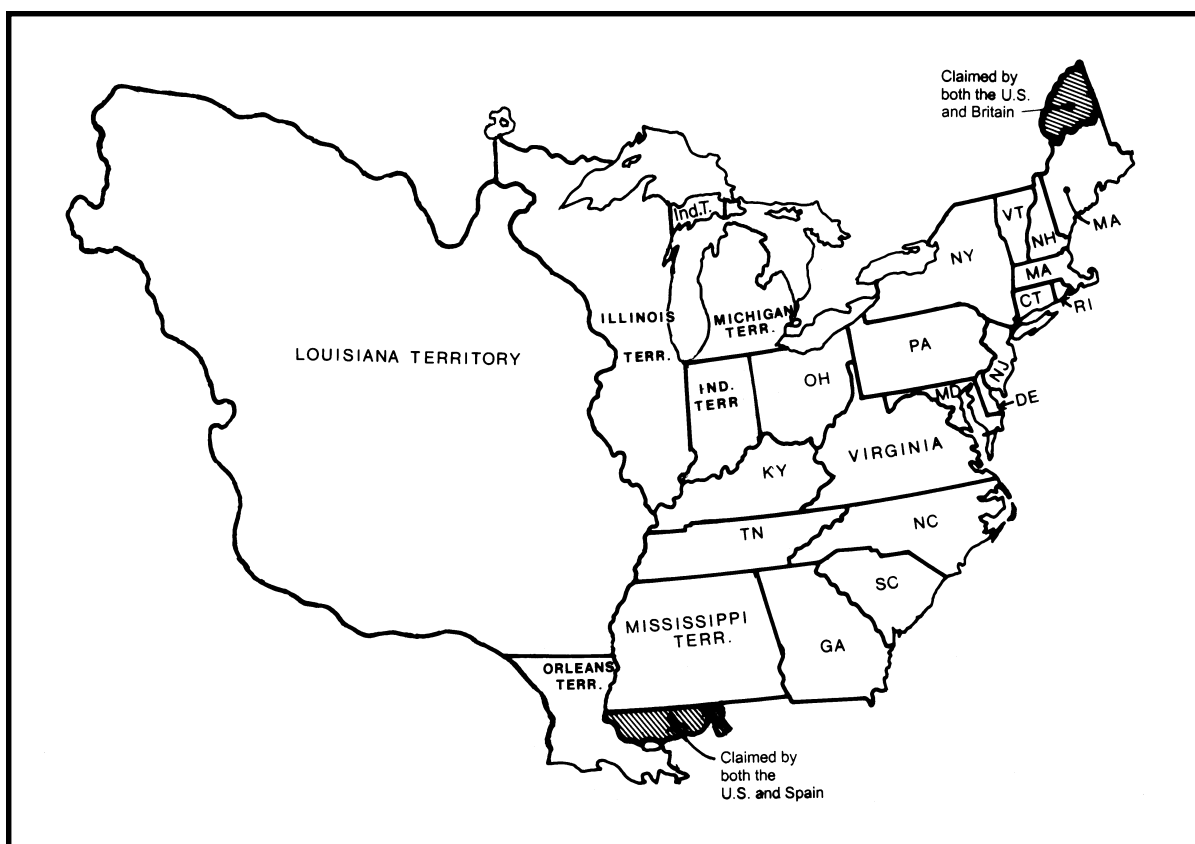 Claimed by
both the U.S.
and Britain
Ind.T.
VT
NH
MA
NY
MA
CT
RI
ILLINOIS
TERR.
MICHIGAN
TERR.
LOUISIANA TERRITORY
PA
NJ
OH
IND.
TERR
MD
DE
VIRGINIA
KY
NC
TN
SC
MISSISSIPPI
TERR.
GA
ORLEANS
TERR.
Claimed by
both the
U.S. and Spain